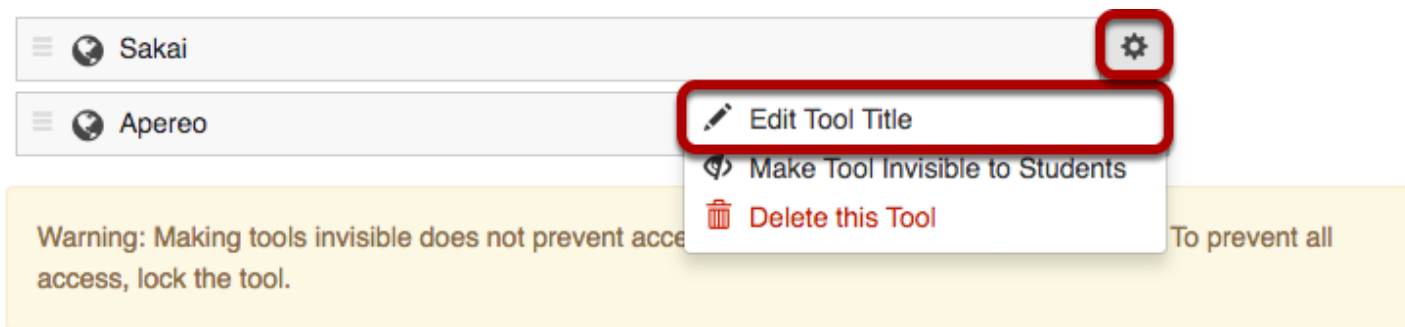 Sakai
Apereo
Edit Tool Title
Make Tool Invisible to Students
Delete this Tool
Warning: Making tools invisible does not prevent acce To prevent all
access, lock the tool.